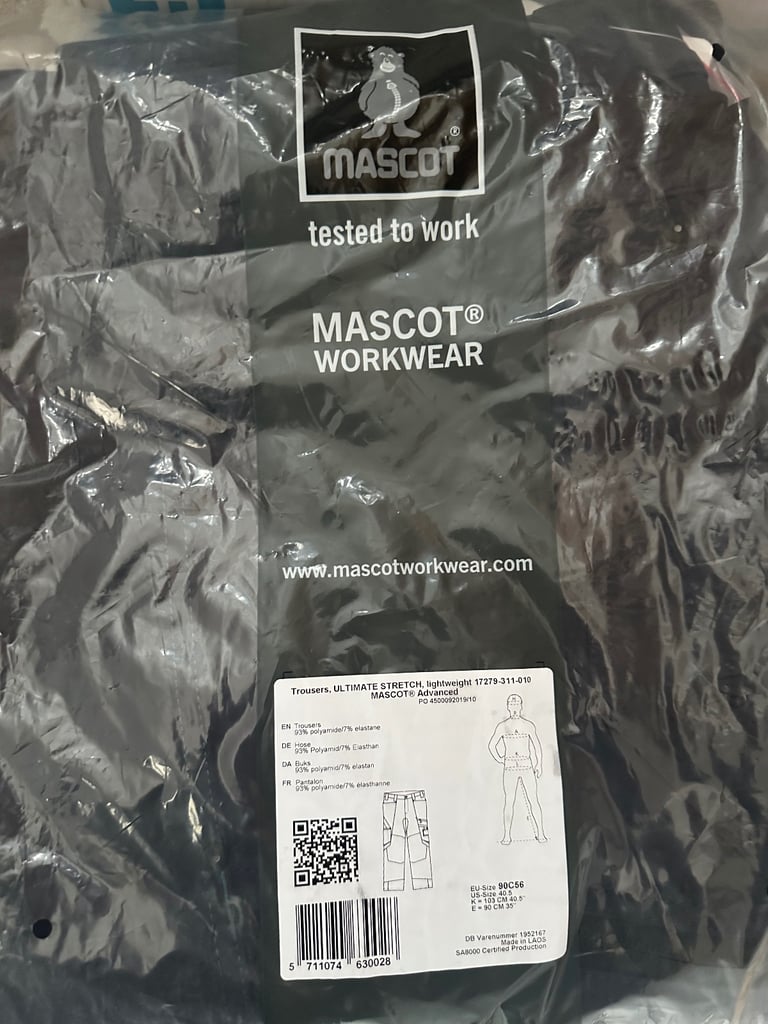 MASCOT®
tested to work
MASCOT®
WORKWEAR
www.mascotworkwear.com
Trousers, ULTIMATE STRETCH, lightweight 17279-311-010
MASCOT® Advanced
PO 4500092019/10
EN Trousers
93% polyamide/7% elastane
DE Hose
93% Polyamid/7% Elasthan
DA Buks
93% polyamid/7% elastan
FR Pantalon
93% polyamide/7% élasthanne
EU-Size 90C56
US-Size 40.5
K = 103 CM 40.5"
E = 90 CM 35"
DB Varenummer 1952167
Made in LAOS
SA8000 Certified Production
5 711074 630028